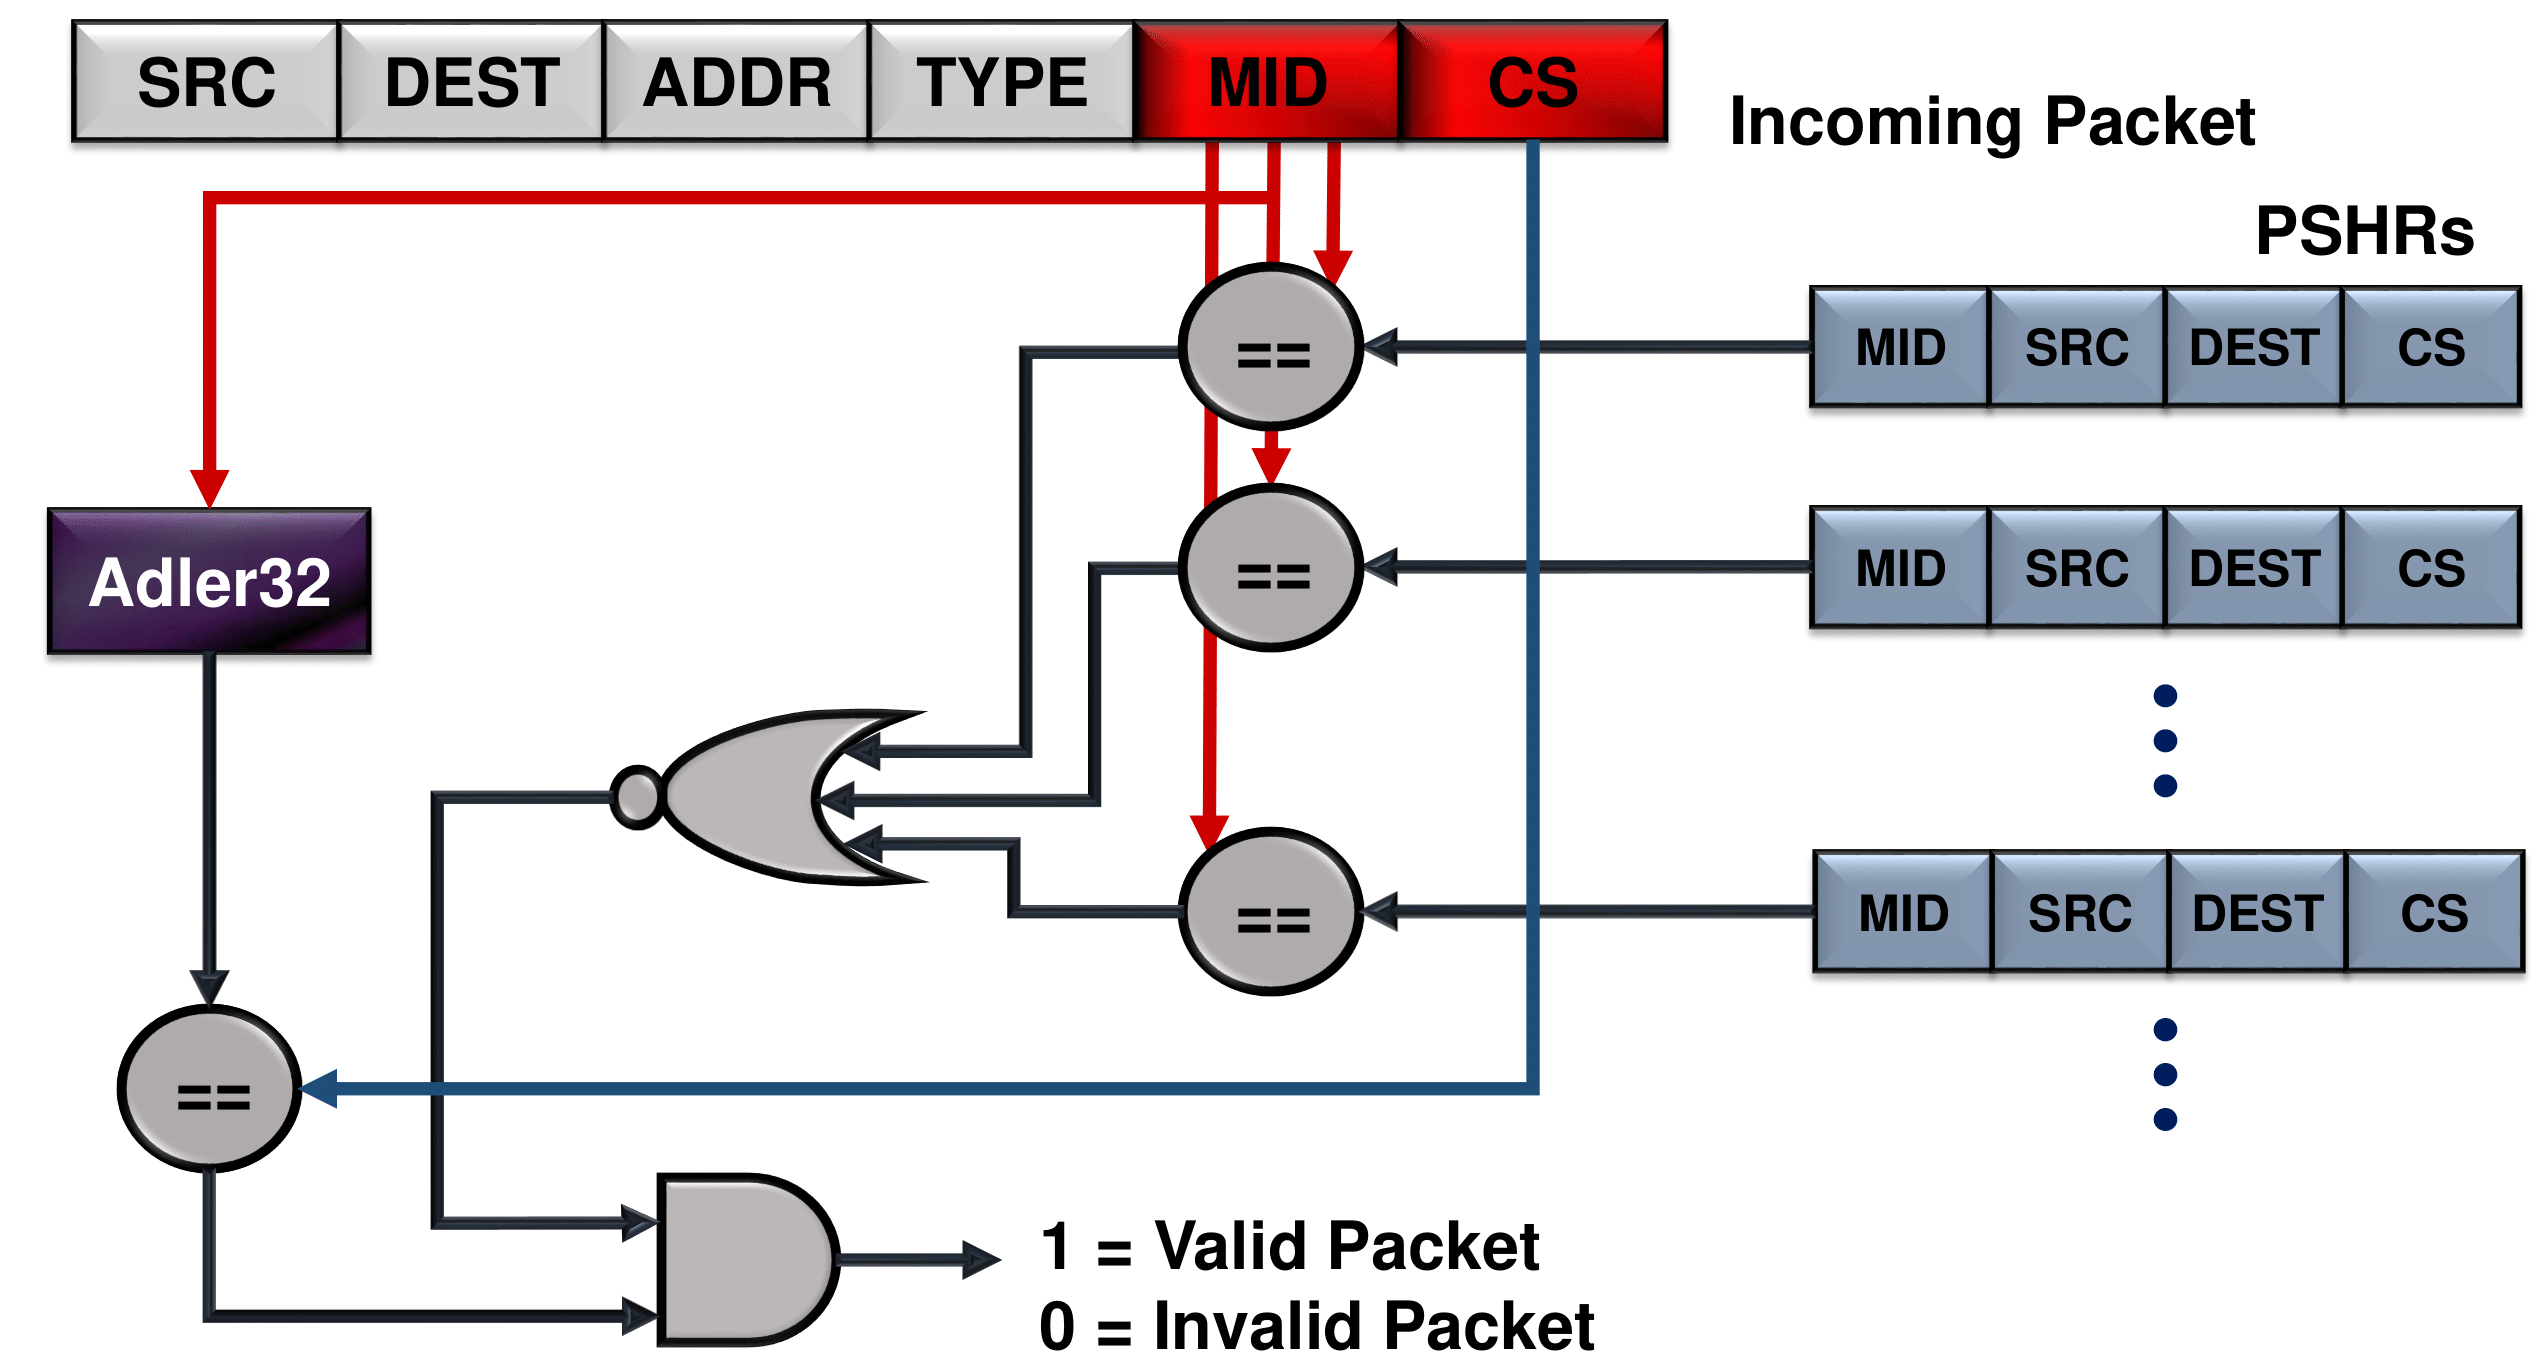 SRC DEST ADDR TYPE MID CS
Incoming Packet
PSHRs
MID SRC DEST CS
==
Adler32
MID SRC DEST CS
==
MID SRC DEST CS
==
==
1 = Valid Packet
0 = Invalid Packet